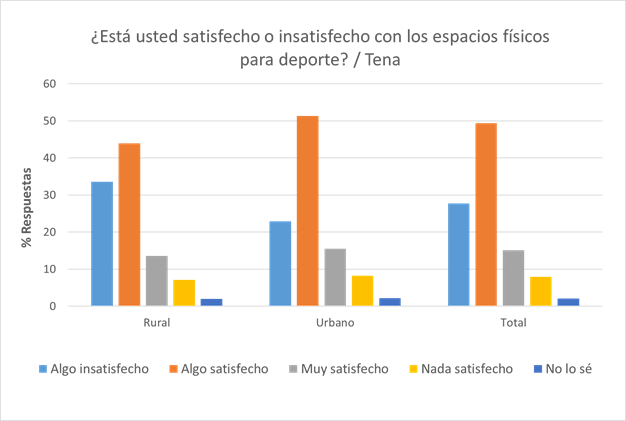 ¿Está usted satisfecho o insatisfecho con los espacios físicos
para deporte? / Tena
60
50
40
30
20
10
0
% Respuestas
Rural Urbano Total
Algo insatisfecho Algo satisfecho Muy satisfecho Nada satisfecho No lo sé